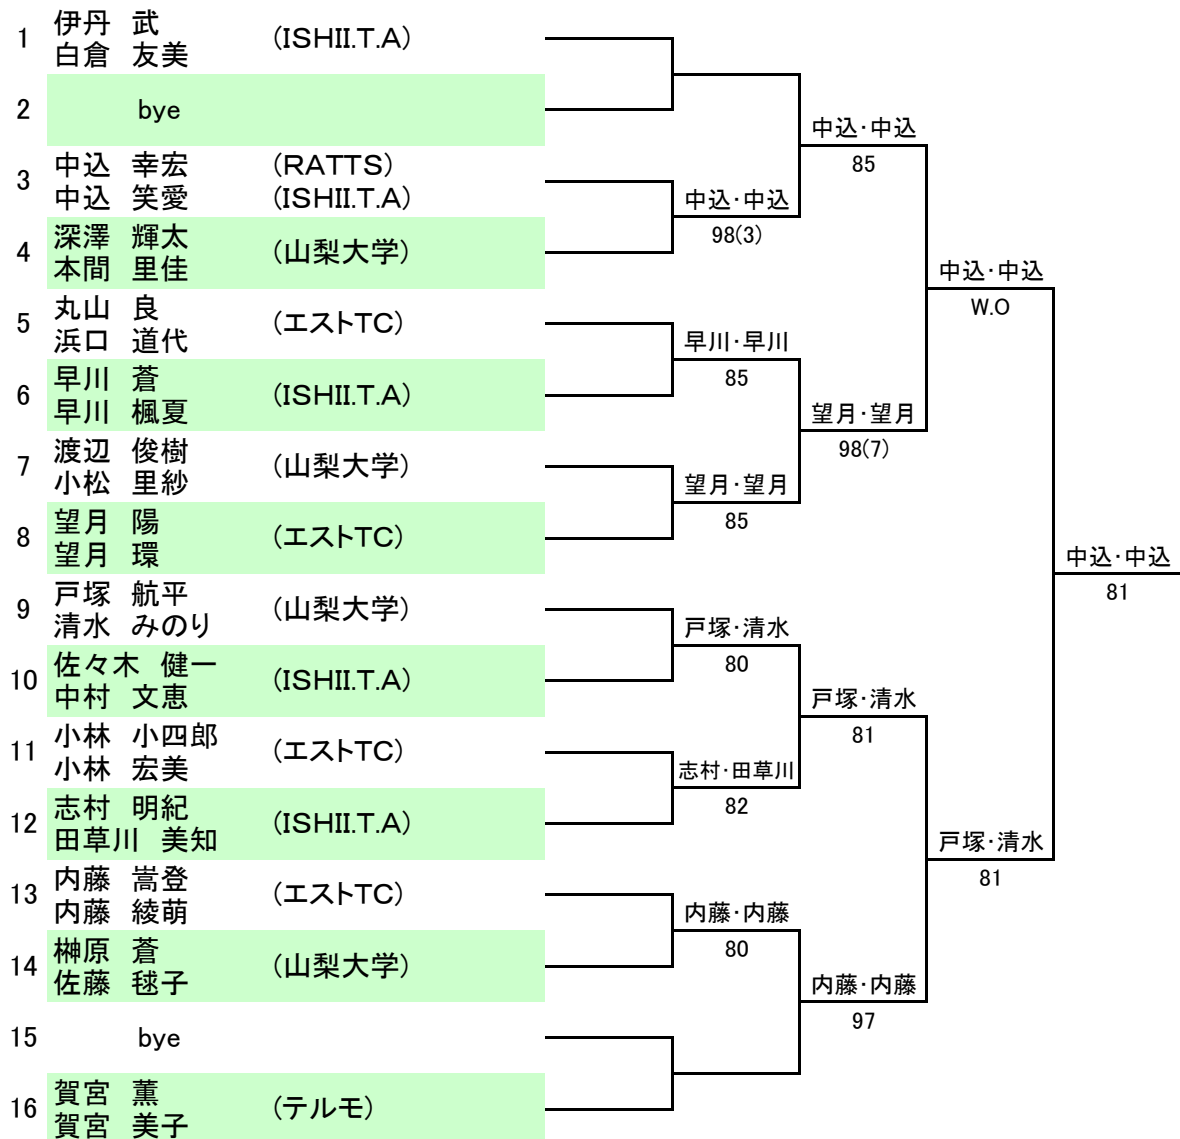 1 伊丹 武 (ISHII.T.A)
白倉 友美
2 bye
中込・中込
85
3 中込 幸宏 (RATTS)
中込 笑愛 (ISHII.T.A)
中込・中込
98(3)
4 深澤 輝太 (山梨大学)
本間 里佳
中込・中込
W.O
5 丸山 良 (エストTC)
浜口 道代
早川・早川
85
6 早川 蒼 (ISHII.T.A)
早川 楓夏
望月・望月
98(7)
7 渡辺 俊樹 (山梨大学)
小松 里紗
望月・望月
85
8 望月 陽 (エストTC)
望月 環
中込・中込
81
9 戸塚 航平 (山梨大学)
清水 みのり
戸塚・清水
80
10 佐々木 健一 (ISHII.T.A)
中村 文恵
戸塚・清水
81
11 小林 小四郎 (エストTC)
小林 宏美
志村・田草川
82
12 志村 明紀 (ISHII.T.A)
田草川 美知
戸塚・清水
81
13 内藤 嵩登 (エストTC)
内藤 綾萌
内藤・内藤
80
14 榊原 蒼 (山梨大学)
佐藤 毬子
内藤・内藤
97
15 bye
16 賀宮 薫 (テルモ)
賀宮 美子